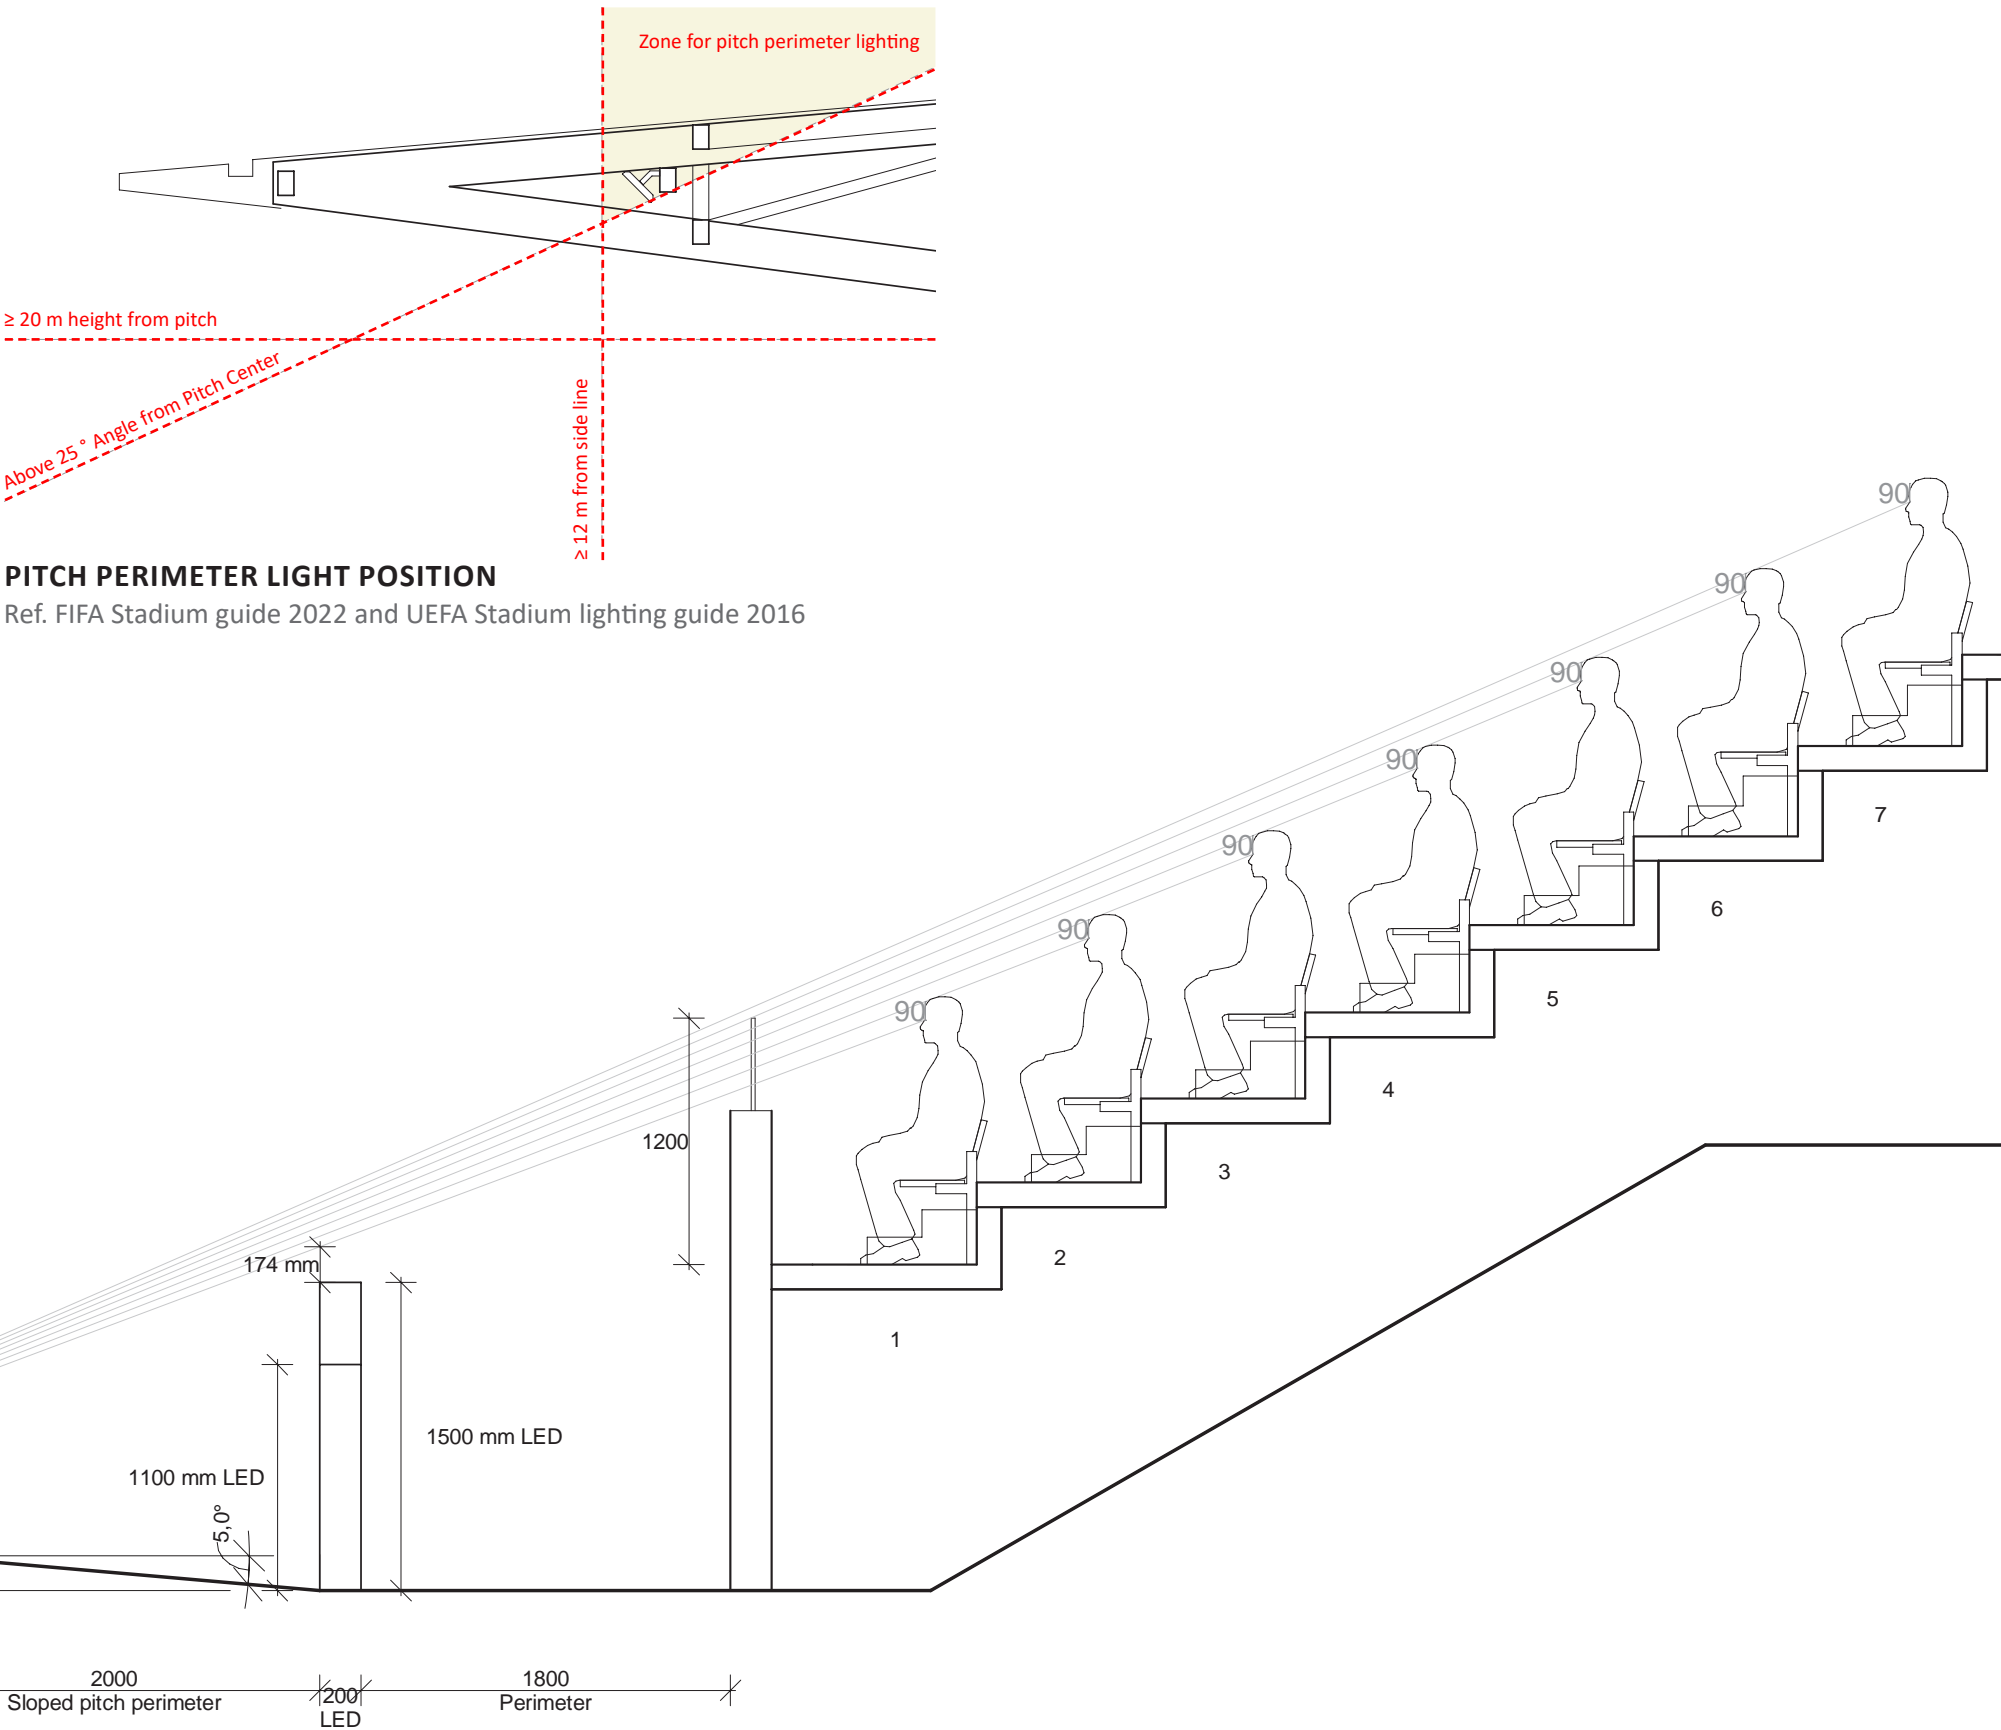 Zone for pitch perimeter lighting
≥ 20 m height from pitch
Above 25 ° Angle from Pitch Center
≥ 12 m from side line
PITCH PERIMETER LIGHT POSITION
Ref. FIFA Stadium guide 2022 and UEFA Stadium lighting guide 2016
90
90
90
90
90
90
90
7
6
5
4
3
2
1
1200
174 mm
1500 mm LED
1100 mm LED
5,0°
2000
Sloped pitch perimeter
200
LED
1800
Perimeter